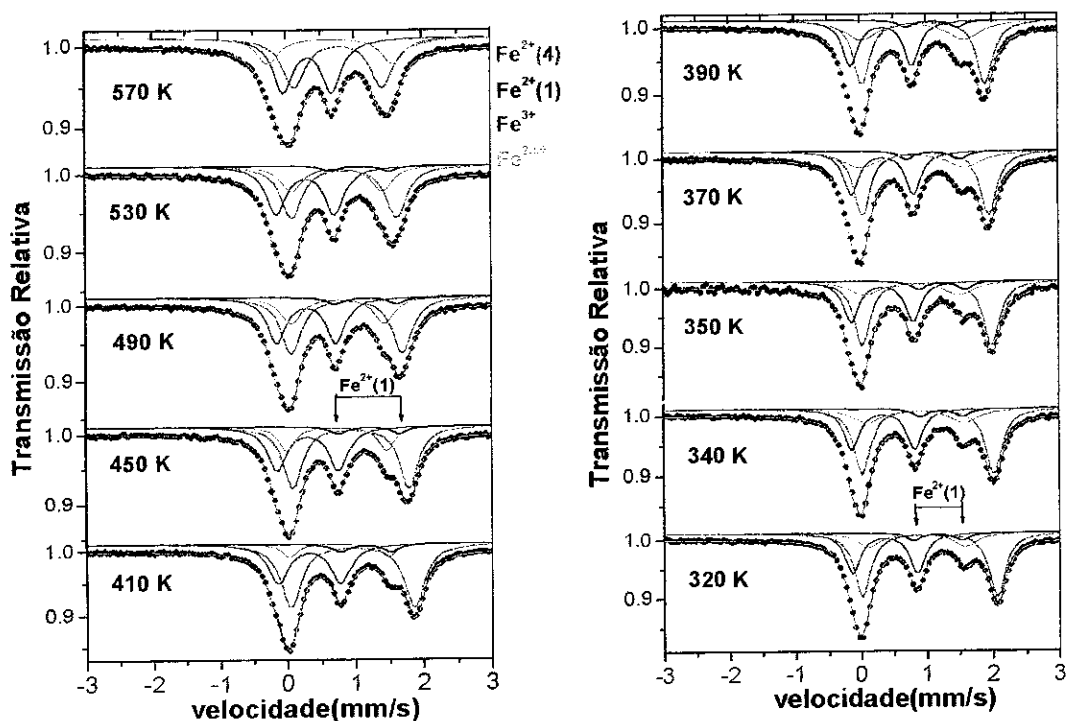 Transmissão Relativa
1.0
0.9
570 K
Fe²⁺(4)
Fe²⁺(1)
Fe³⁺
1.0
0.9
530 K
1.0
0.9
490 K
Fe²⁺(1)
1.0
0.9
450 K
1.0
0.9
410 K
-3 -2 -1 0 1 2 3
velocidade(mm/s)
Transmissão Relativa
1.0
0.9
390 K
1.0
0.9
370 K
1.0
0.9
350 K
1.0
0.9
340 K
Fe²⁺(1)
1.0
0.9
320 K
-3 -2 -1 0 1 2 3
velocidade(mm/s)